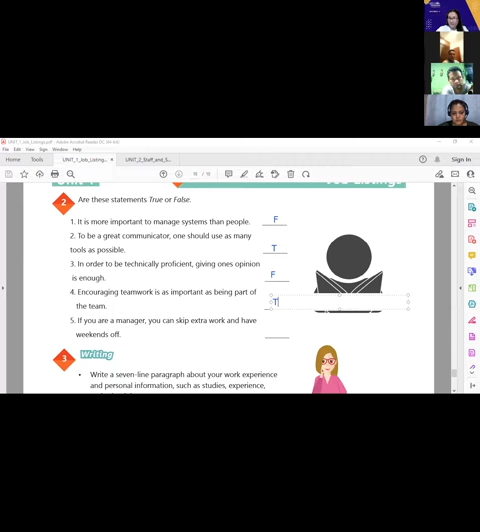 UNIT_1_Job_Listings.pdf - Adobe Acrobat Reader DC (64-bit)
File Edit View Sign Window Help
Home Tools UNIT_1_Job_Listing... × UNIT_2_Staff_and_S... Sign In
Job Listings
2 Are these statements True or False.
1. It is more important to manage systems than people. F
2. To be a great communicator, one should use as many
tools as possible. T
3. In order to be technically proficient, giving ones opinion
is enough. F
4. Encouraging teamwork is as important as being part of
the team. T
5. If you are a manager, you can skip extra work and have
weekends off.
3 Writing
• Write a seven-line paragraph about your work experience
and personal information, such as studies, experience,